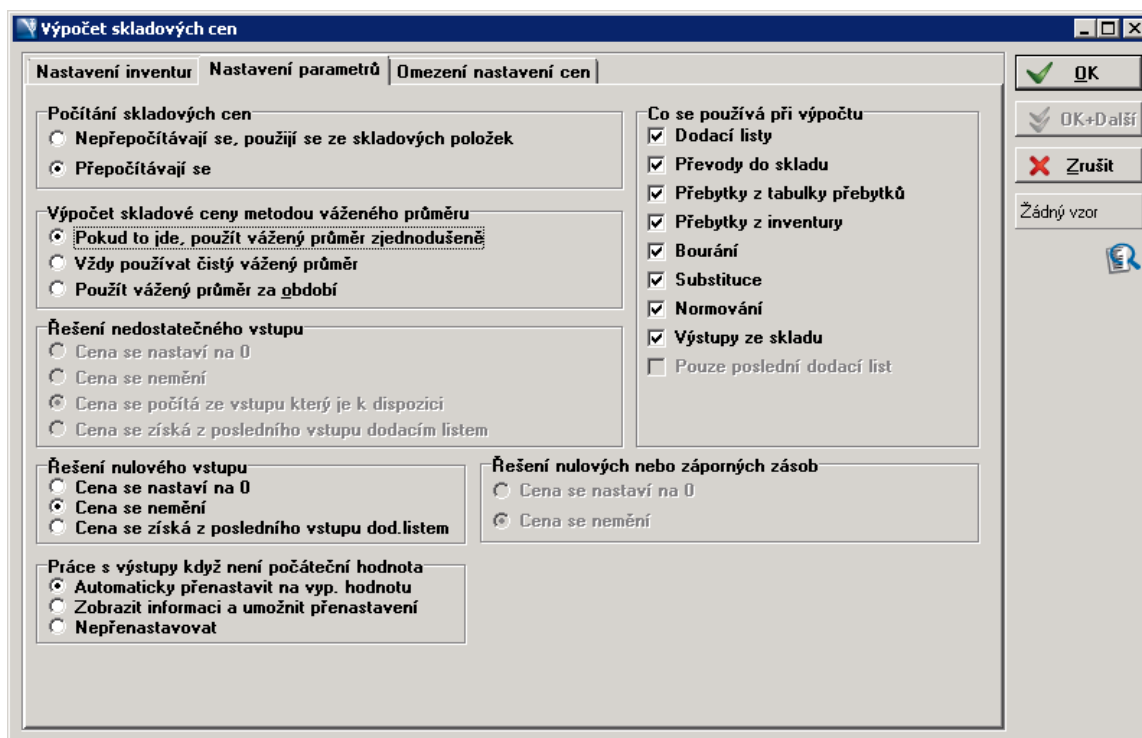 Výpočet skladových cen
Nastavení inventur
Nastavení parametrů
Omezení nastavení cen
Počítání skladových cen
Nepřepočítávají se, použijí se ze skladových položek
Přepočítávají se
Výpočet skladové ceny metodou váženého průměru
Pokud to jde, použít vážený průměr zjednodušeně
Vždy používat čistý vážený průměr
Použít vážený průměr za období
Řešení nedostatečného vstupu
Cena se nastaví na 0
Cena se nemění
Cena se počítá ze vstupu který je k dispozici
Cena se získá z posledního vstupu dodacím listem
Co se používá při výpočtu
Dodací listy
Převody do skladu
Přebytky z tabulky přebytků
Přebytky z inventury
Bourání
Substituce
Normování
Výstupy ze skladu
Pouze poslední dodací list
Řešení nulového vstupu
Cena se nastaví na 0
Cena se nemění
Cena se získá z posledního vstupu dod.listem
Řešení nulových nebo záporných zásob
Cena se nastaví na 0
Cena se nemění
Práce s výstupy když není počáteční hodnota
Automaticky přenastavit na vyp. hodnotu
Zobrazit informaci a umožnit přenastavení
Nepřenastavovat
OK
OK+Další
Zrušit
Žádný vzor